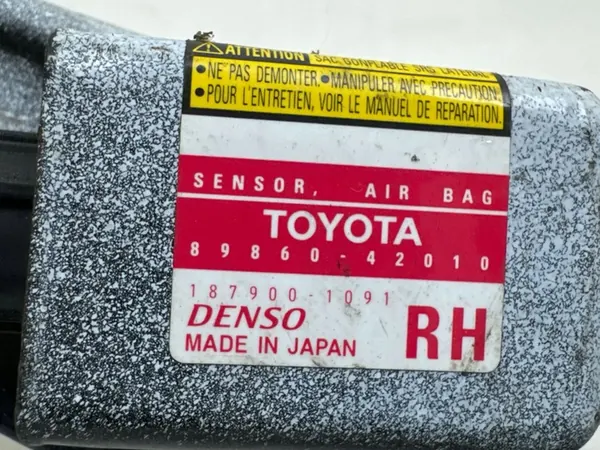 ATTENTION SAC GONFLABLE SRS LATERAL
• NE PAS DEMONTER. • MANIPULER AVEC PRECAUTION.
• POUR L'ENTRETIEN, VOIR LE MANUEL DE REPARATION.
SENSOR, AIR BAG
TOYOTA
89860-42010
187900-1091
DENSO
MADE IN JAPAN
RH